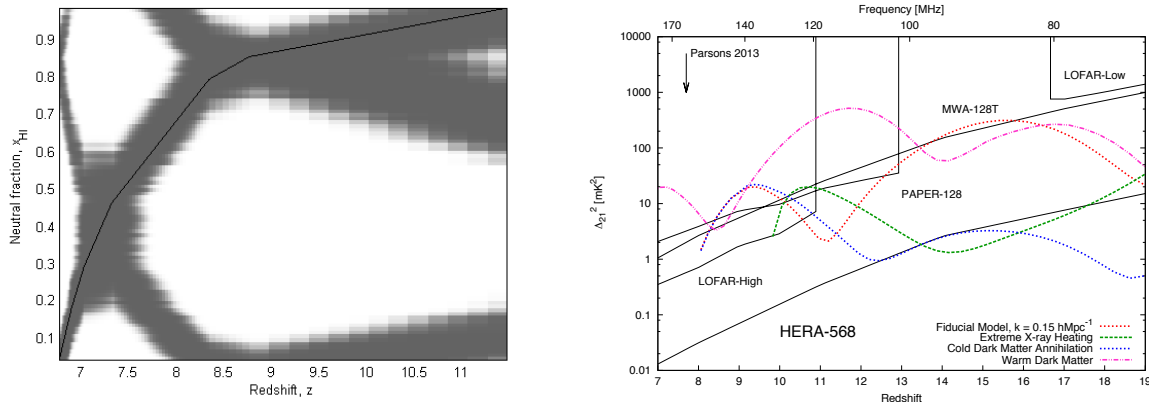 0.9
0.8
0.7
0.6
0.5
0.4
0.3
0.2
0.1
Neutral fraction, x_HI
7 7.5 8 8.5 9 9.5 10 10.5 11
Redshift, z
Frequency [MHz]
170 140 120 100 80
10000
1000
100
10
1
0.1
0.01
Δ21² [mK²]
Parsons 2013
LOFAR-Low
MWA-128T
PAPER-128
LOFAR-High
HERA-568
Fiducial Model, k = 0.15 hMpc⁻¹
Extreme X-ray Heating
Cold Dark Matter Annihilation
Warm Dark Matter
7 8 9 10 11 12 13 14 15 16 17 18 19
Redshift